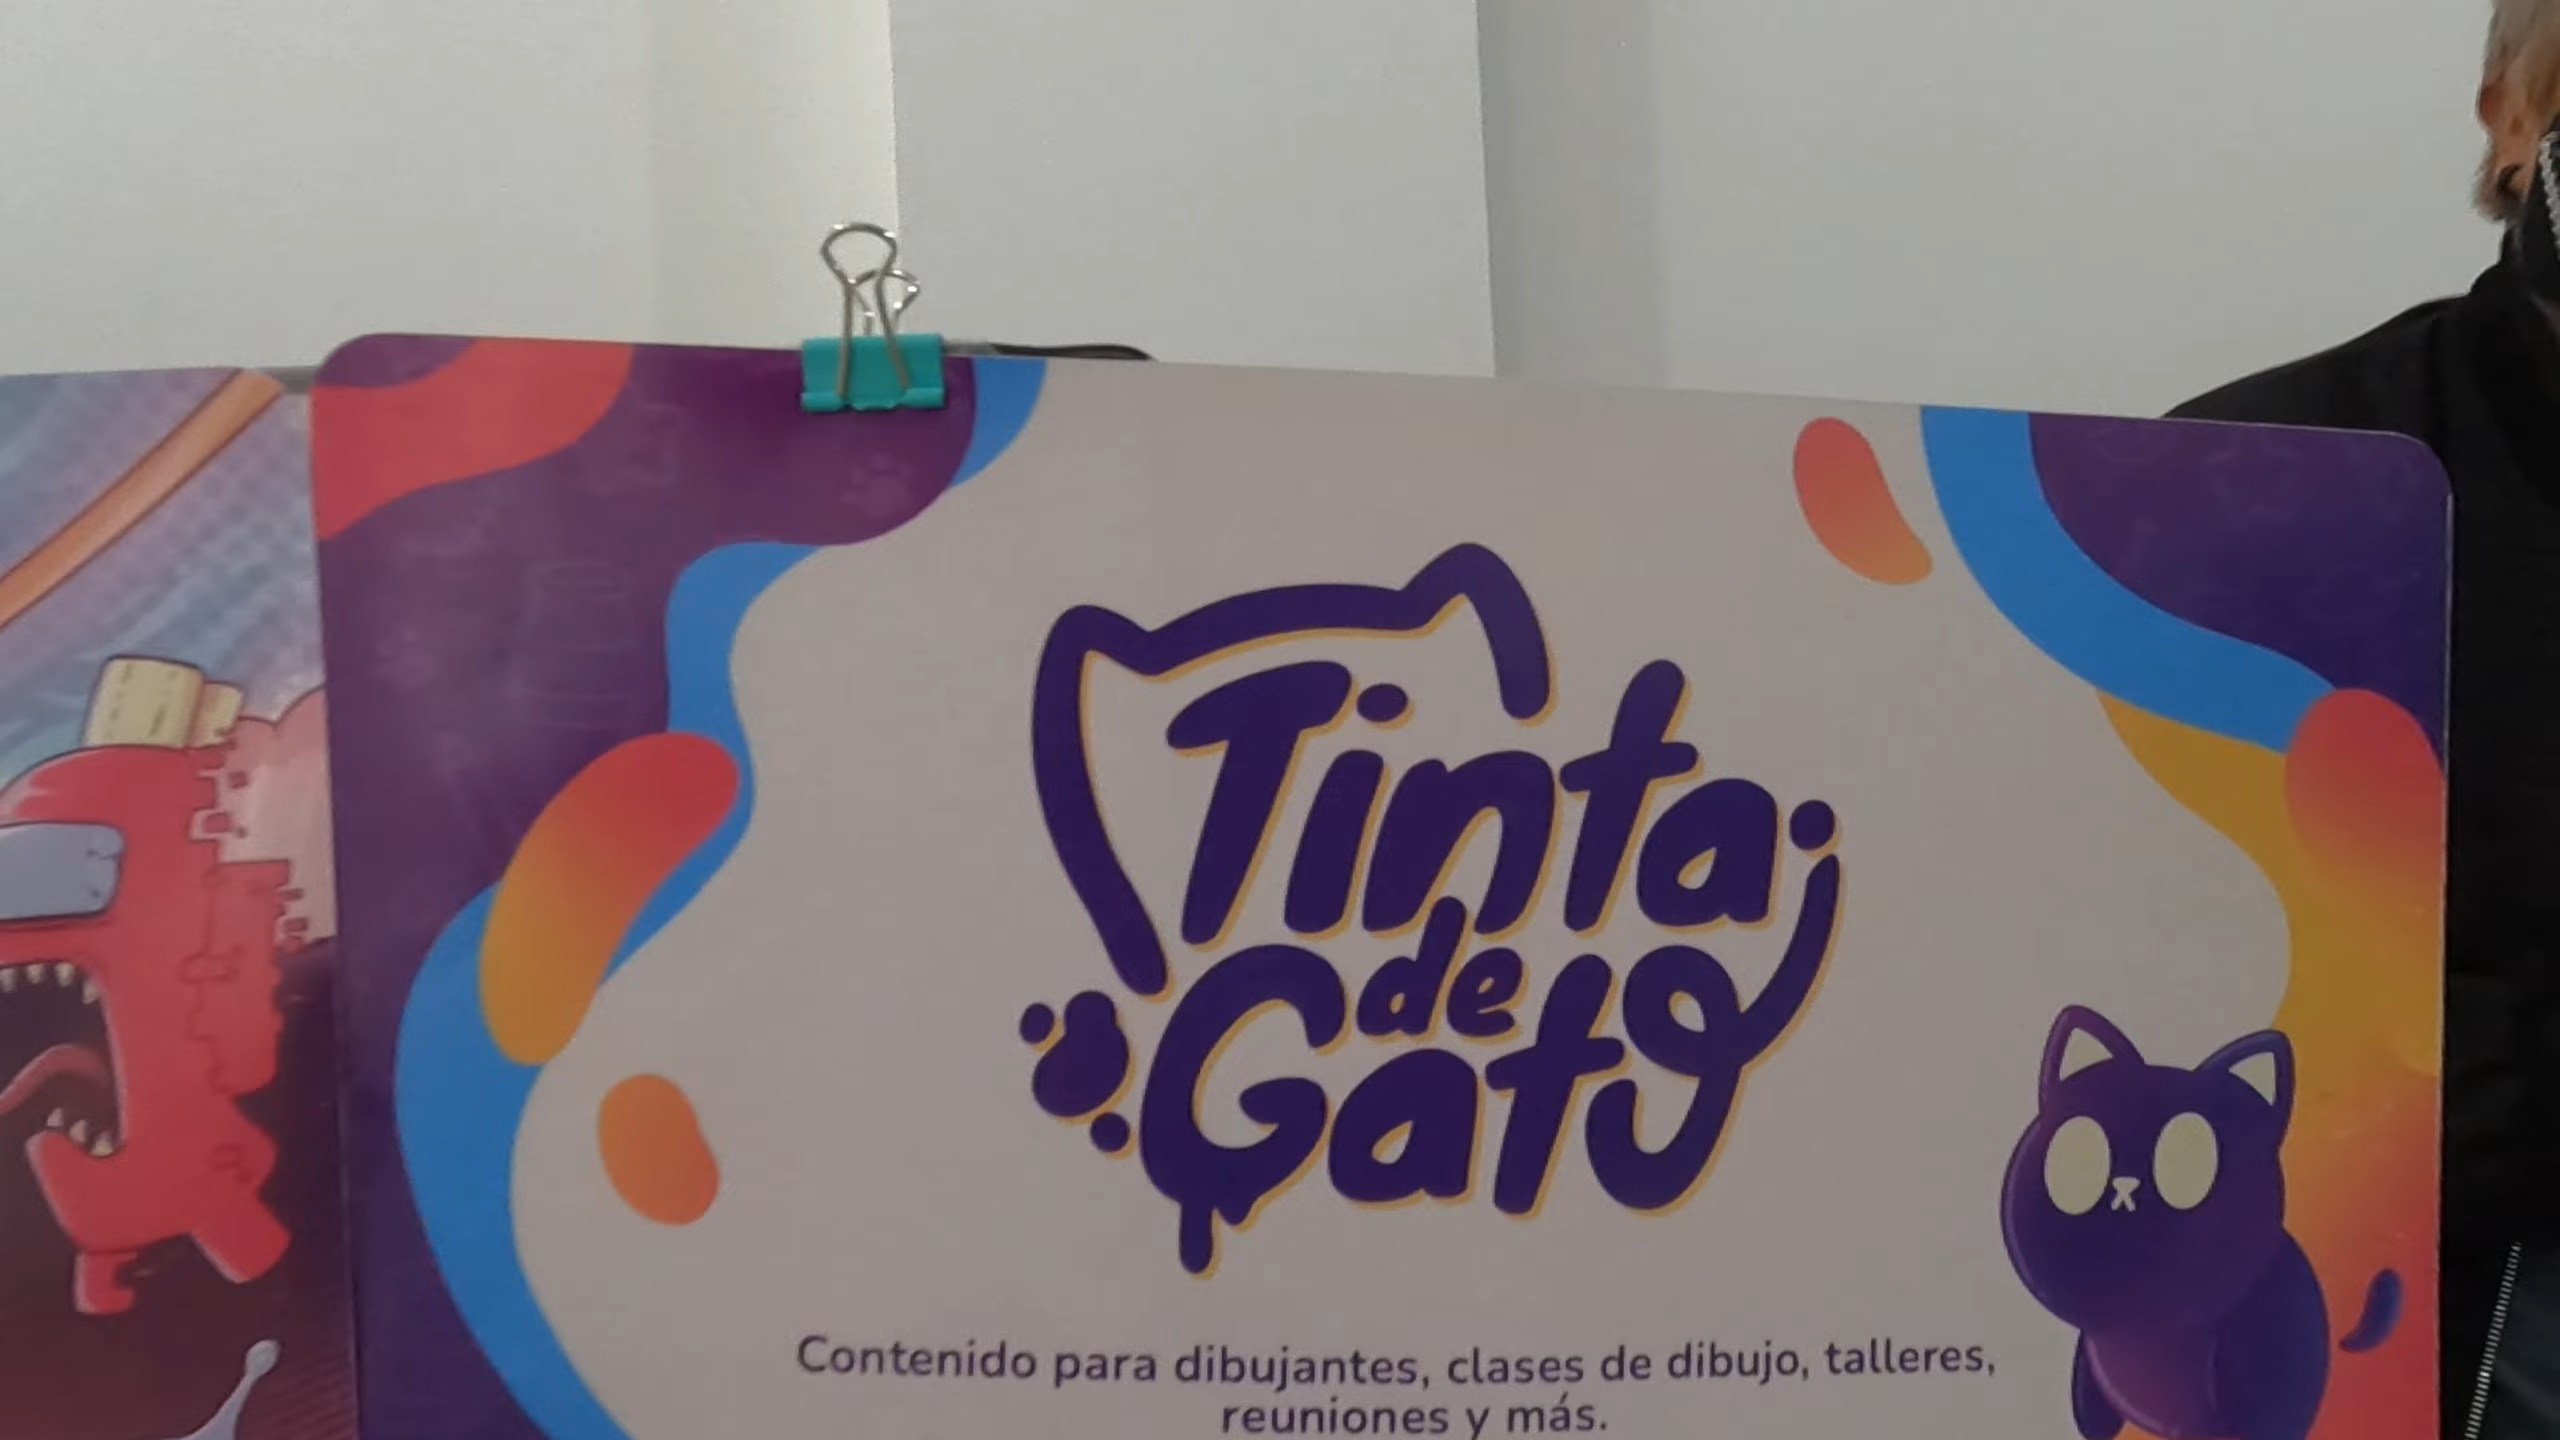 Tinta
de
Gato
Contenido para dibujantes, clases de dibujo, talleres,
reuniones y más.